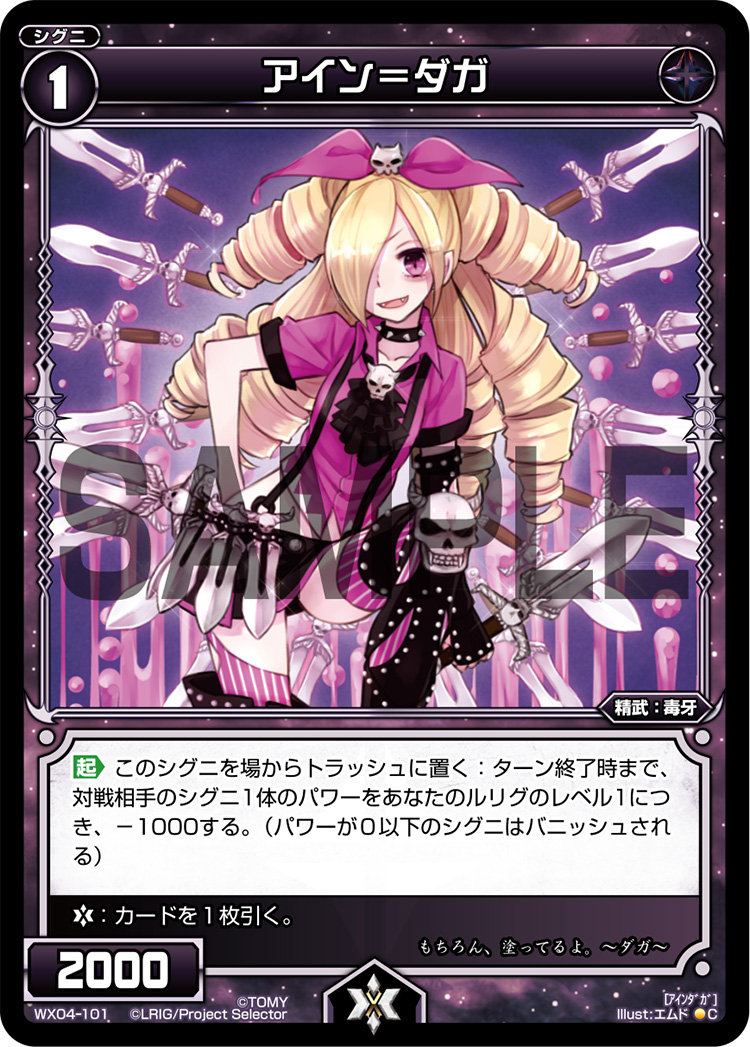 シグニ
1
アイン＝ダガ
SAMPLE
精武：毒牙
起 このシグニを場からトラッシュに置く：ターン終了時まで、
対戦相手のシグニ1体のパワーをあなたのルリグのレベル1につ
き、－1000する。（パワーが０以下のシグニはバニッシュされ
る）
：カードを１枚引く。
もちろん、塗ってるよ。～ダガ～
2000
©TOMY
[アインダガ]
WX04-101 ©LRIG/Project Selector
Illust:エムド C